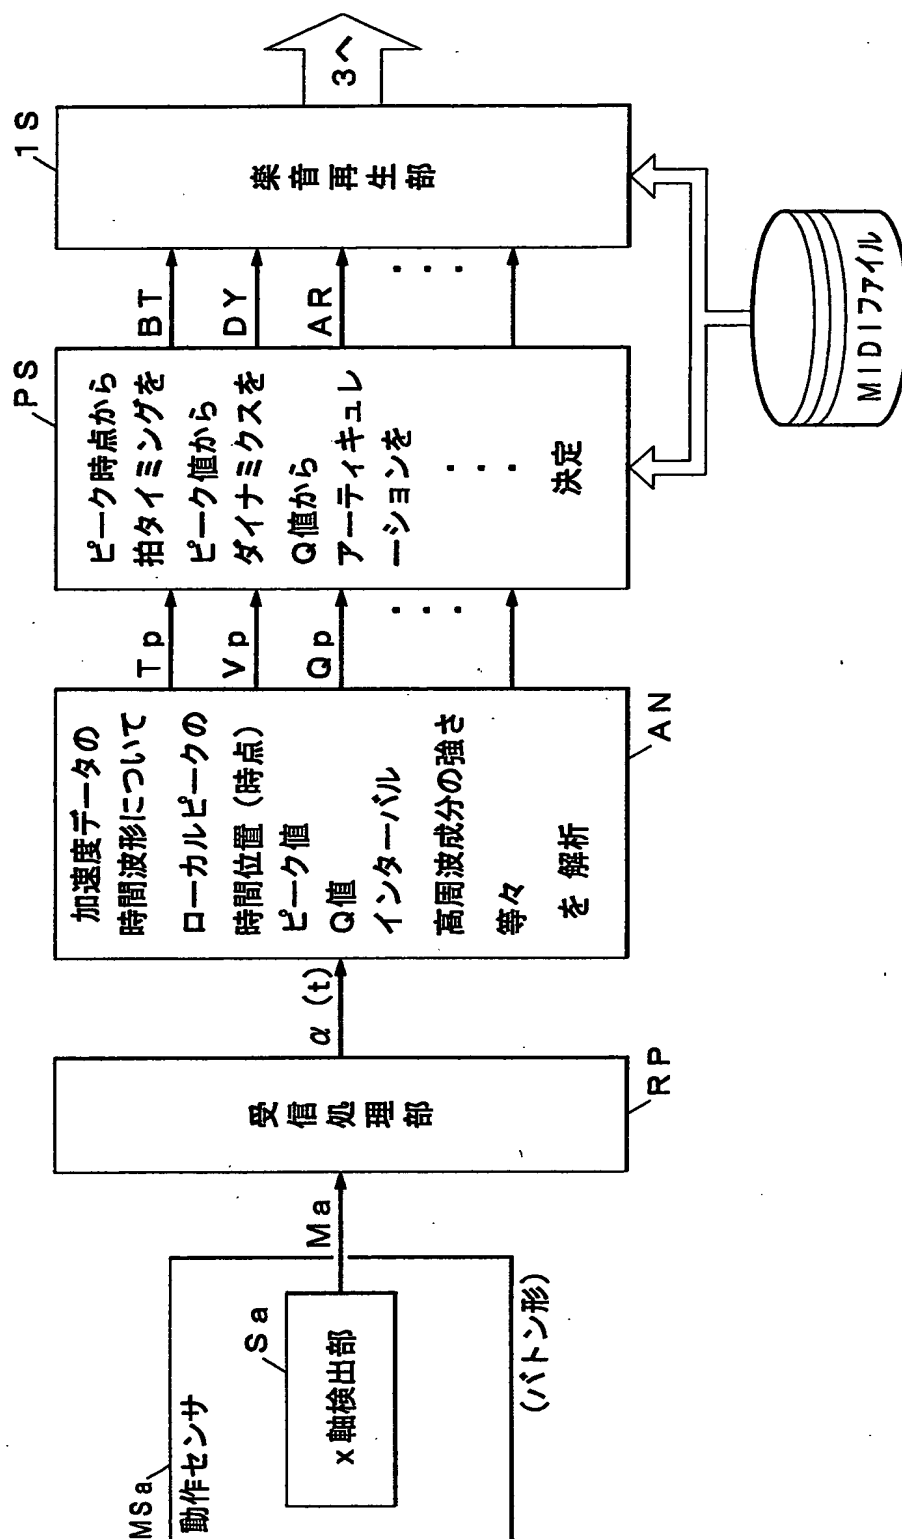 MSa
動作センサ
Sa
x軸検出部
(バトン形)
Ma
受信処理部
RP
α (t)
加速度データの
時間波形について
ローカルピークの
時間位置 (時点)
ピーク値
Q値
インターバル
高周波成分の強さ
等々
を 解析
AN
Tp
Vp
Qp
・・・
PS
ピーク時点から
拍タイミングを
ピーク値から
ダイナミクスを
Q値から
アーティキュレ
ーションを
・・・
決定
BT
DY
AR
・・・
1S
楽音再生部
3へ
MIDIファイル